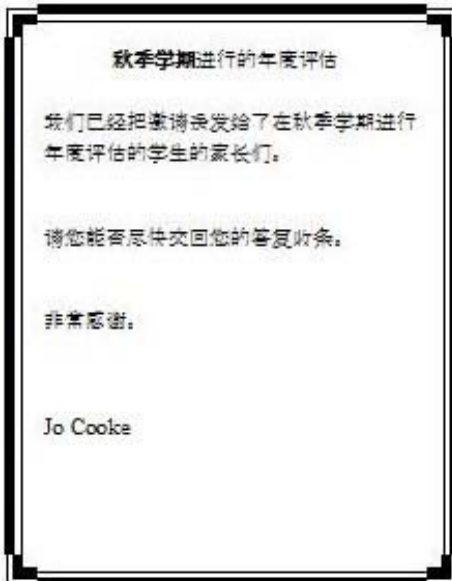 秋季学期进行的年度评估
我们已经把邀请表发给了在秋季学期进行
年度评估的学生的家长们。
请您能否尽快交回您的答复收条。
非常感谢。
Jo Cooke